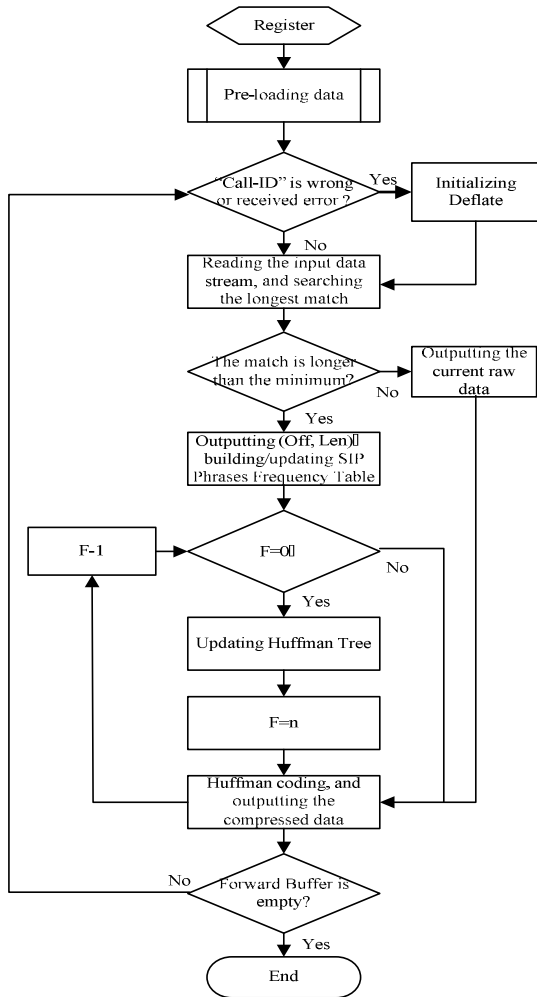 Register
Pre-loading data
“Call-ID” is wrong
or received error ?
Yes
Initializing
Deflate
No
Reading the input data
stream, and searching
the longest match
The match is longer
than the minimum?
No
Outputting the
current raw
data
Yes
Outputting (Off, Len)▯
building/updating SIP
Phrases Frequency Table
F-1
F=0▯
No
Yes
Updating Huffman Tree
F=n
Huffman coding, and
outputting the
compressed data
No
Forward Buffer is
empty?
Yes
End